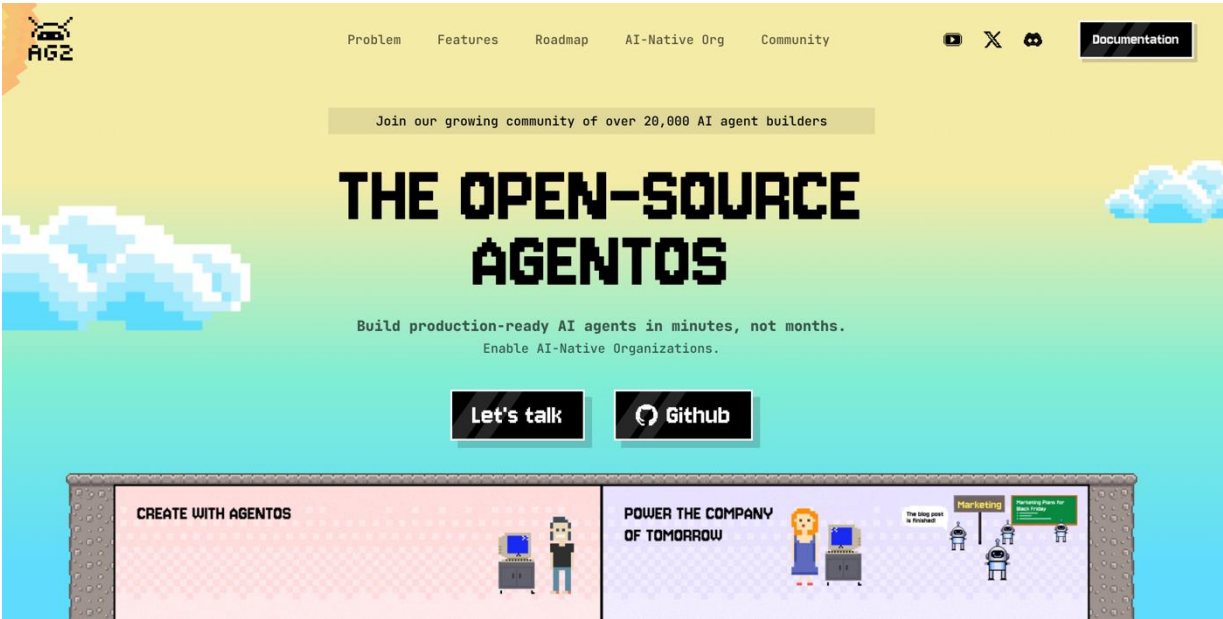 AG2
Problem
Features
Roadmap
AI-Native Org
Community
Documentation
Join our growing community of over 20,000 AI agent builders
THE OPEN-SOURCE
AGENTOS
Build production-ready AI agents in minutes, not months.
Enable AI-Native Organizations.
Let's talk
Github
CREATE WITH AGENTOS
POWER THE COMPANY
OF TOMORROW
The blog post
is finished!
Marketing
Marketing Plans for
Black Friday